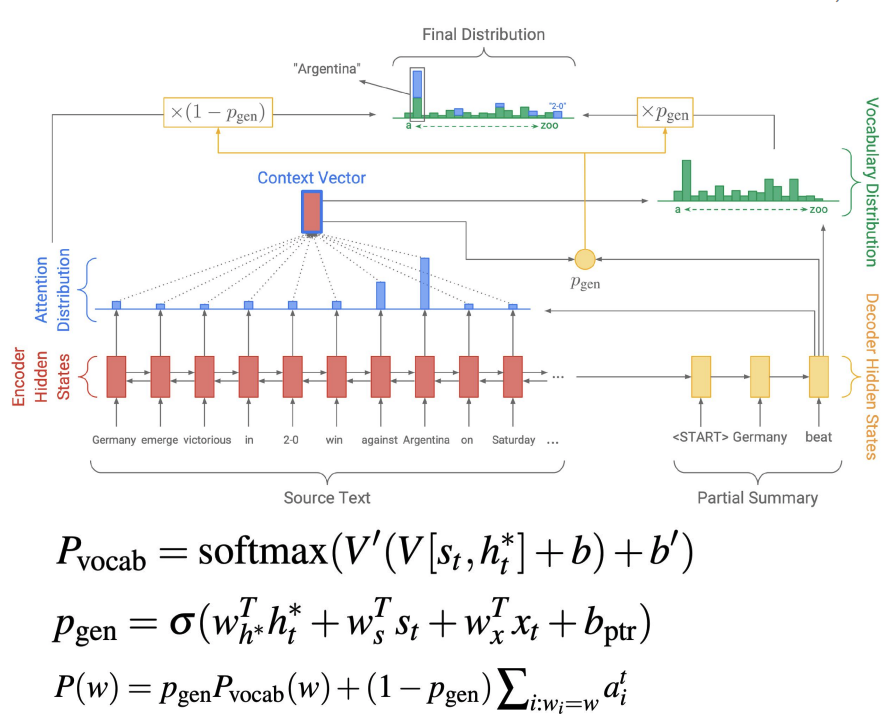 Final Distribution
"Argentina"
×(1 − p_gen)
"2-0"
×p_gen
a
zoo
Context Vector
a
zoo
Vocabulary Distribution
Attention
Distribution
p_gen
Encoder
Hidden
States
...
Decoder Hidden States
Germany emerge victorious in 2-0 win against Argentina on Saturday ...
<START> Germany beat
Source Text
Partial Summary
P_vocab = softmax(V′(V[s_t, h_t^*] + b) + b′)
p_gen = σ(w_{h^*}^T h_t^* + w_s^T s_t + w_x^T x_t + b_ptr)
P(w) = p_gen P_vocab(w) + (1 − p_gen) ∑_{i:w_i=w} a_i^t